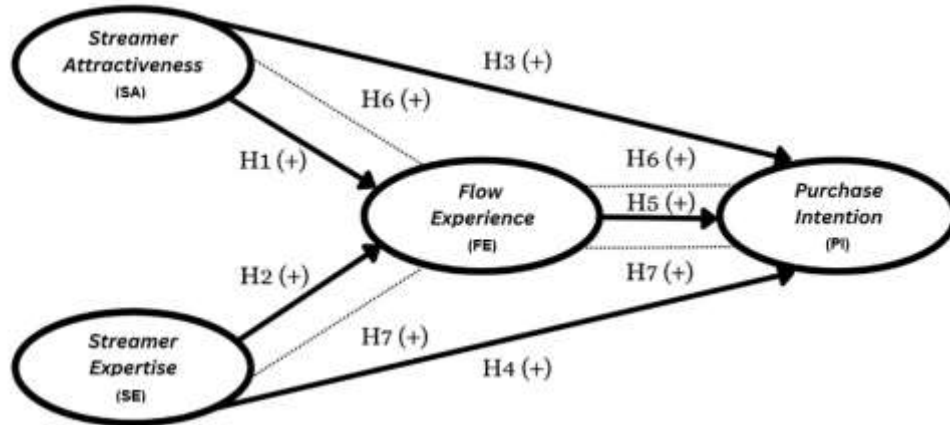 Streamer
Attractiveness
(SA)
H3 (+)
H6 (+)
H1 (+)
H6 (+)
Flow
Experience
(FE)
H5 (+)
Purchase
Intention
(PI)
H2 (+)
H7 (+)
H7 (+)
H4 (+)
Streamer
Expertise
(SE)